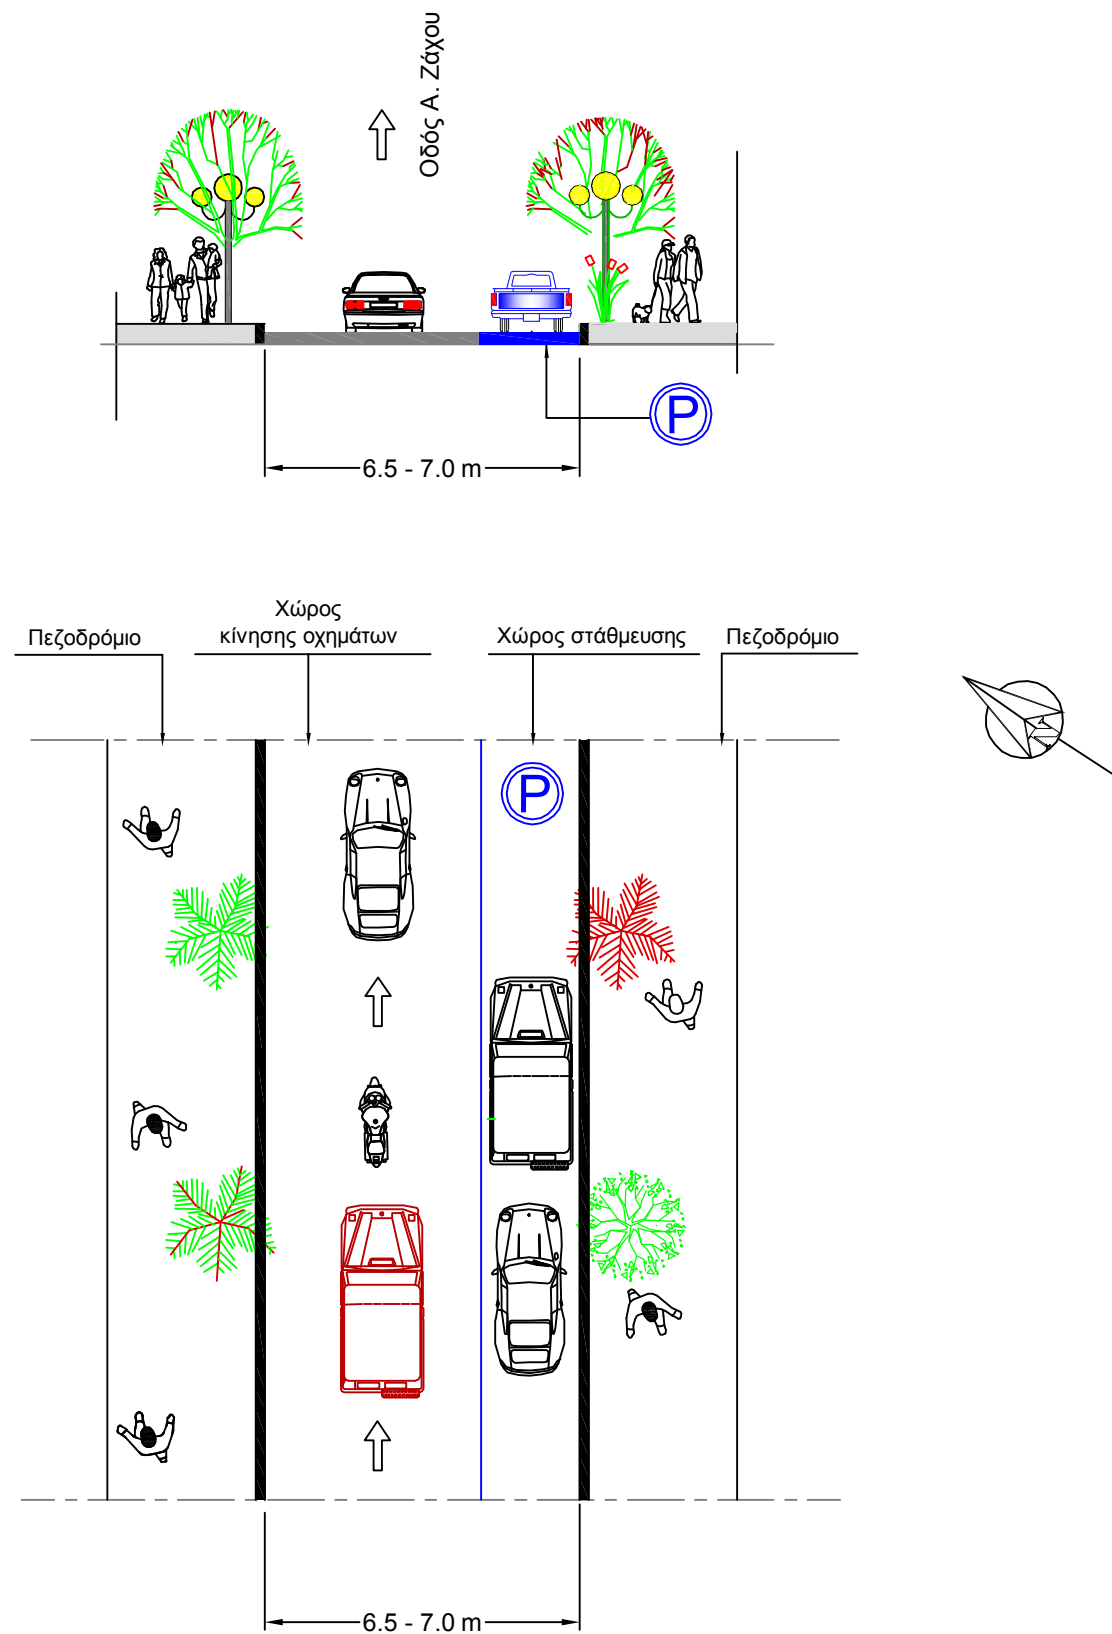 Οδός Α. Ζάχου
P
6.5 - 7.0 m
Πεζοδρόμιο
Χώρος
κίνησης οχημάτων
Χώρος στάθμευσης
Πεζοδρόμιο
P
6.5 - 7.0 m